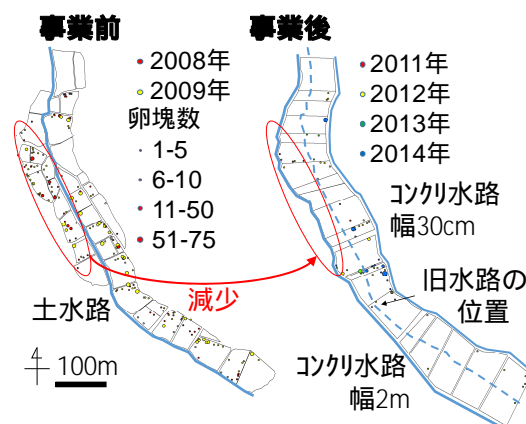 事業前
2008年
2009年
卵塊数
1-5
6-10
11-50
51-75
土水路
100m
減少
事業後
2011年
2012年
2013年
2014年
コンクリ水路
幅30cm
旧水路の
位置
コンクリ水路
幅2m